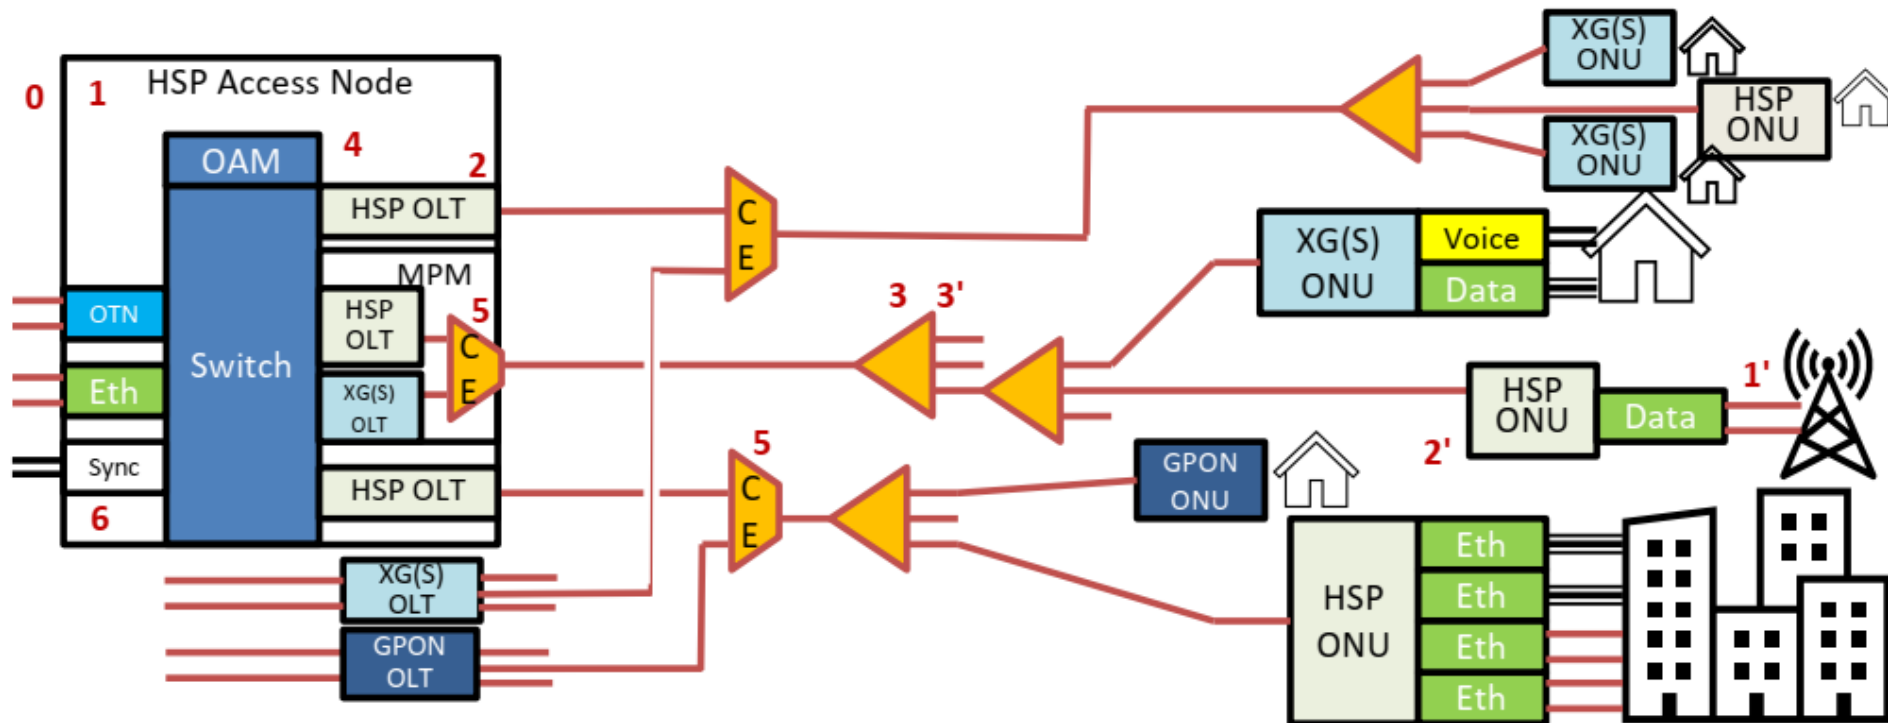 XG(S)
ONU
HSP Access Node
0
1
HSP
ONU
XG(S)
ONU
OAM
4
2
HSP OLT
C
E
XG(S)
ONU
Voice
Data
MPM
OTN
HSP
OLT
5
C
E
3
3'
Switch
Eth
XG(S)
OLT
HSP
ONU
Data
1'
2'
Sync
6
HSP OLT
5
C
E
GPON
ONU
XG(S)
OLT
GPON
OLT
HSP
ONU
Eth
Eth
Eth
Eth